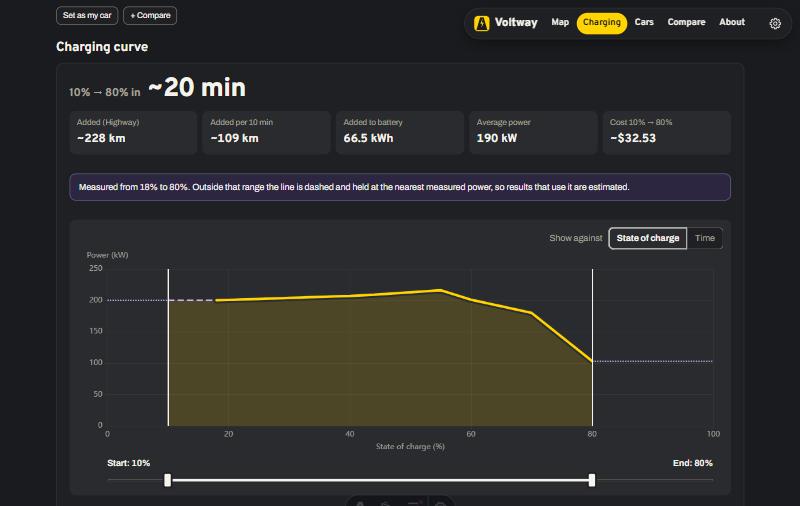 Set as my car
+ Compare
Voltway
Map
Charging
Cars
Compare
About
Charging curve
10% → 80% in ~20 min
Added (Highway)
~228 km
Added per 10 min
~109 km
Added to battery
66.5 kWh
Average power
190 kW
Cost 10% → 80%
~$32.53
Measured from 18% to 80%. Outside that range the line is dashed and held at the nearest measured power, so results that use it are estimated.
Show against
State of charge
Time
Power (kW)
250
200
150
100
50
0
0
20
40
60
80
100
State of charge (%)
Start: 10%
End: 80%